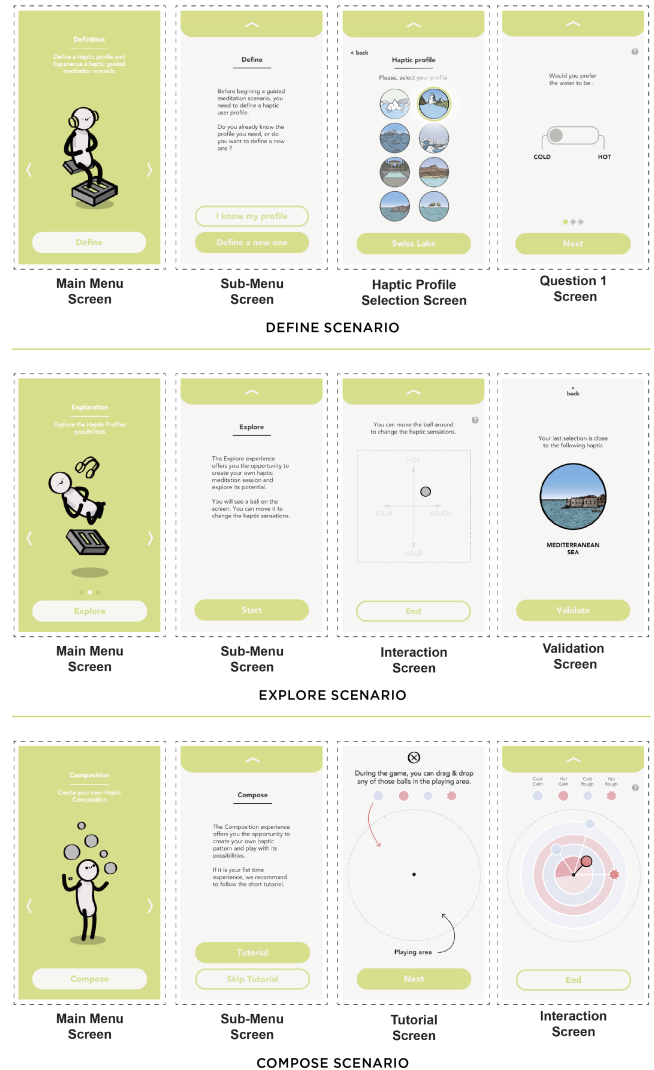 Definition
Define a Haptic profile and
Experience a haptic guided
meditation scenario
Define
Define
Before begining a guided
meditation scenario, you
need to define a haptic
user profile.
Do you already know the
profile you need, or do
you want to define a new
one ?
I know my profile
Define a new one
< back
Haptic profile
Please, select your profile
Swiss Lake
?
Would you prefer
the water to be :
COLD
HOT
Next
Main Menu
Screen
Sub-Menu
Screen
Haptic Profile
Selection Screen
Question 1
Screen
DEFINE SCENARIO
Exploration
Explore the Haptic Profiles
possibilities
Explore
Explore
The Explore experience
offers you the opportunity to
create your own haptic
meditation session and
explore its potential.
You will see a ball on the
screen. You can move it to
change the haptic sensations.
Start
?
You can move the ball around
to change the haptic sensations.
HOT
CALM
ROUGH
COLD
End
back
Your last selection is close
to the following haptic
MEDITERRANEAN
SEA
Validate
Main Menu
Screen
Sub-Menu
Screen
Interaction
Screen
Validation
Screen
EXPLORE SCENARIO
Composition
Create your own Haptic
Composition
Compose
Compose
The Composition experience
offers you the opportunity to
create your own haptic
pattern and play with its
possibilities.
If it is your fist time
experience, we recommand
to follow the short tutoriel.
Tutorial
Skip Tutorial
During the game, you can drag & drop
any of those balls in the playing area.
Playing area
Next
Cold
Calm
Hot
Calm
Cold
Rough
Hot
Rough
?
End
Main Menu
Screen
Sub-Menu
Screen
Tutorial
Screen
Interaction
Screen
COMPOSE SCENARIO